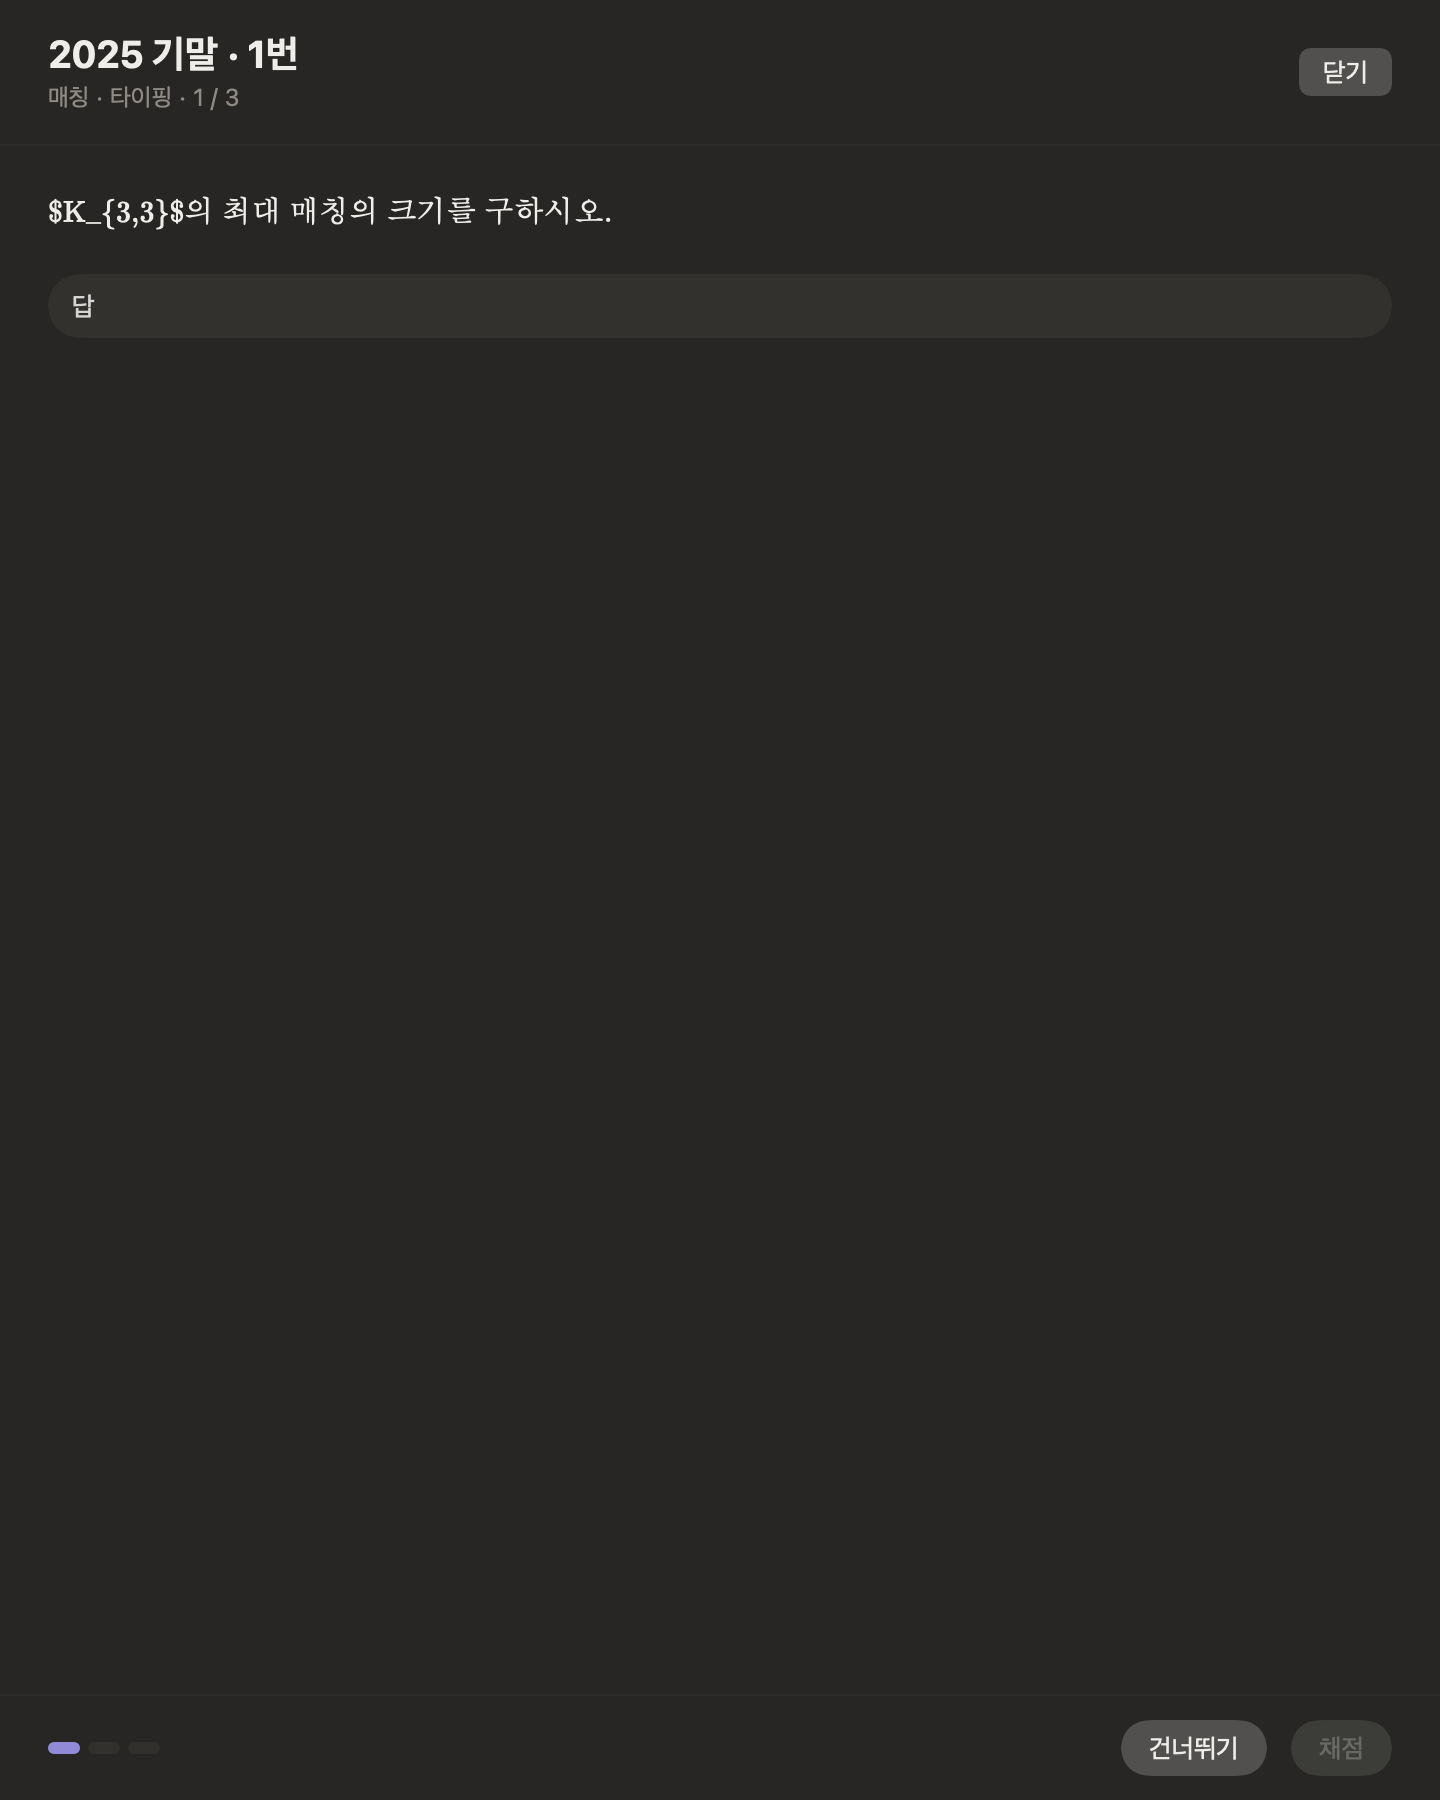 2025 기말 · 1번
매칭 · 타이핑 · 1 / 3
닫기
$K_{3,3}$의 최대 매칭의 크기를 구하시오.
답
건너뛰기
채점